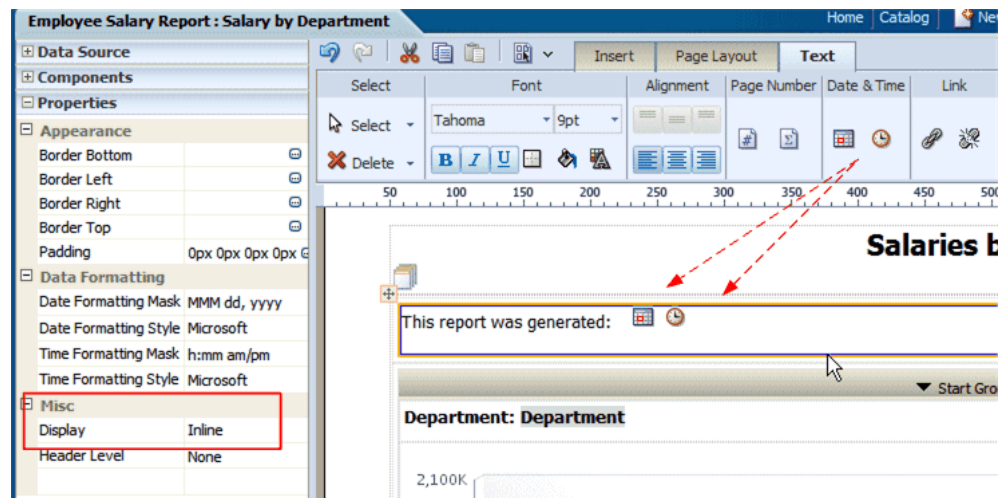 Employee Salary Report : Salary by Department
Home Catalog
Data Source
Components
Properties
Appearance
Border Bottom
Border Left
Border Right
Border Top
Padding 0px 0px 0px 0px
Data Formatting
Date Formatting Mask MMM dd, yyyy
Date Formatting Style Microsoft
Time Formatting Mask h:mm am/pm
Time Formatting Style Microsoft
Misc
Display Inline
Header Level None
Insert Page Layout Text
Select Font Alignment Page Number Date & Time Link
Select Tahoma 9pt
Delete B I U
50 100 150 200 250 300 350 400 450 500
Salaries b
This report was generated:
Start Gro
Department: Department
2,100K